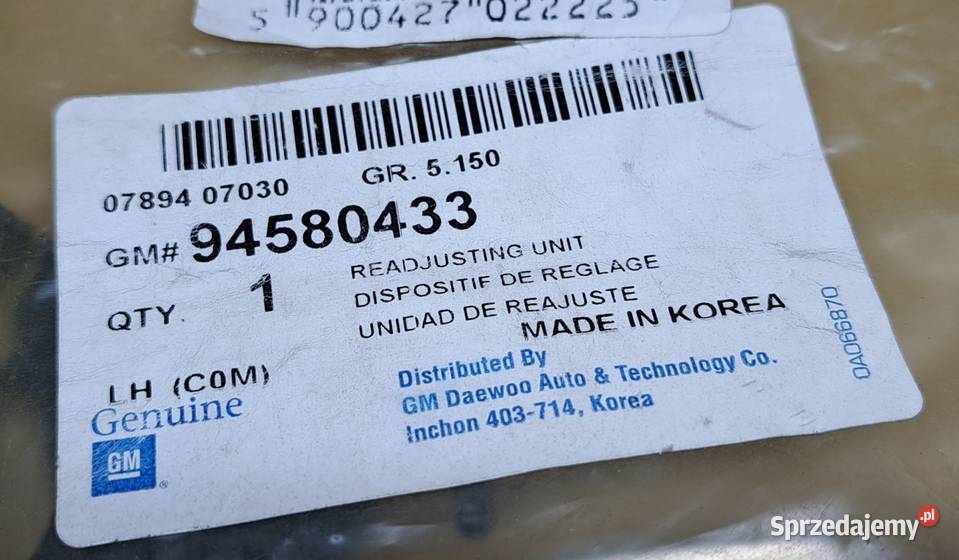 5 900427 022223
07894 07030 GR. 5.150
GM# 94580433
QTY. 1
READJUSTING UNIT
DISPOSITIF DE REGLAGE
UNIDAD DE REAJUSTE
MADE IN KOREA
LH (C0M)
Genuine
GM
®
Distributed By
GM Daewoo Auto & Technology Co.
Inchon 403-714, Korea
0A066870
Sprzedajemy.pl